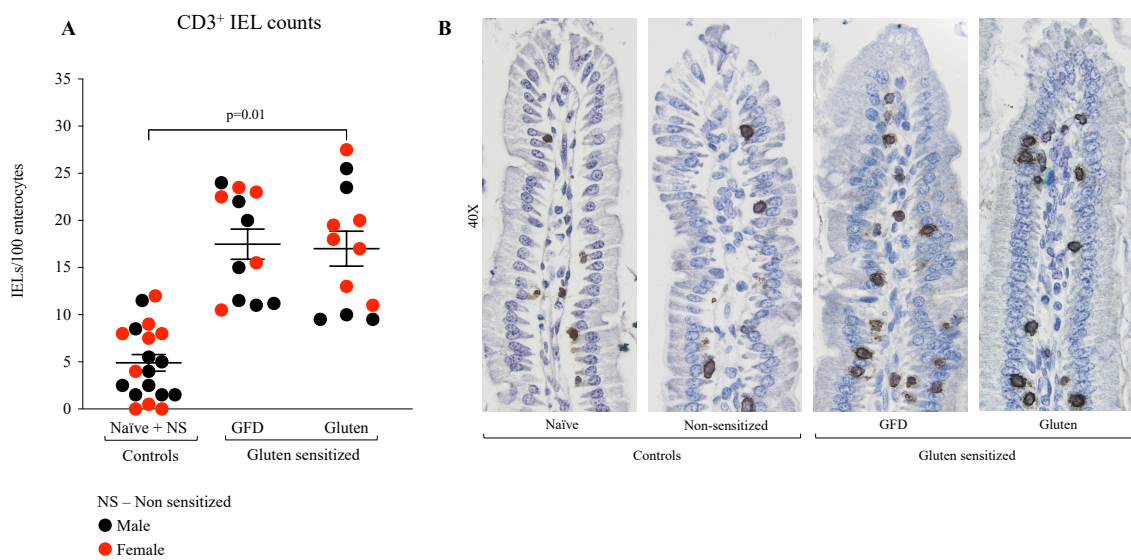 A
CD3⁺ IEL counts
IELs/100 enterocytes
35
30
25
20
15
10
5
0
p=0.01
Naïve + NS
GFD
Gluten
Controls
Gluten sensitized
NS – Non sensitized
Male
Female
B
40X
Naïve
Non-sensitized
GFD
Gluten
Controls
Gluten sensitized